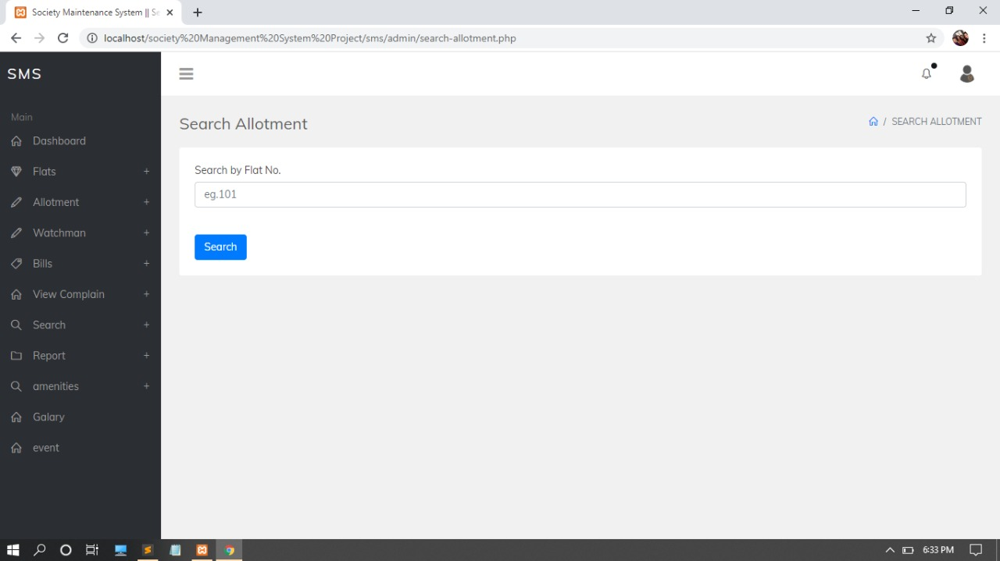 Society Maintenance System || Se
localhost/society%20Management%20System%20Project/sms/admin/search-allotment.php
SMS
Main
Dashboard
Flats +
Allotment +
Watchman +
Bills +
View Complain +
Search +
Report +
amenities +
Galary
event
Search Allotment
/ SEARCH ALLOTMENT
Search by Flat No.
eg.101
Search
6:33 PM